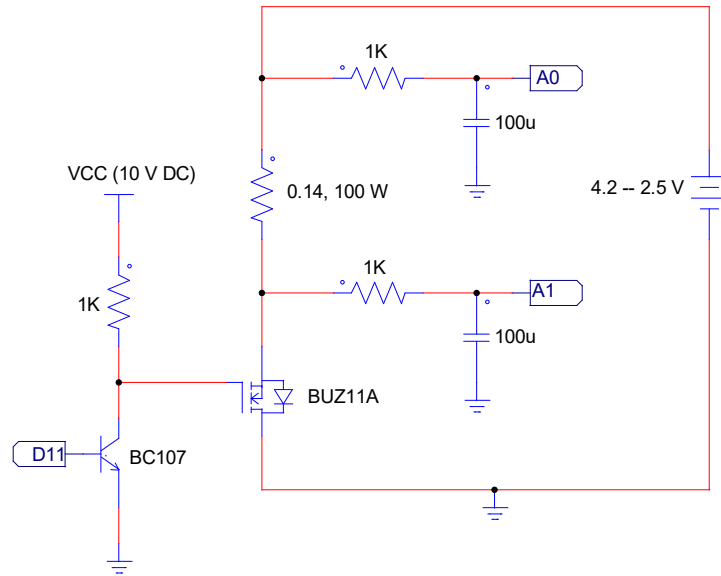 1K
A0
100u
VCC (10 V DC)
0.14, 100 W
4.2 -- 2.5 V
1K
1K
A1
100u
BUZ11A
D11
BC107